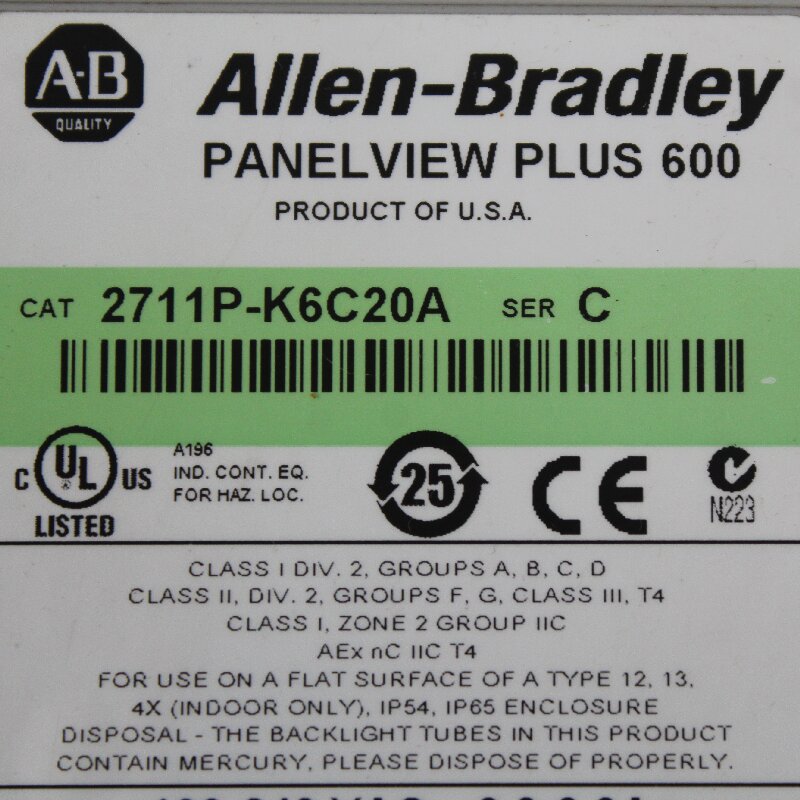 A-B
QUALITY
Allen-Bradley
PANELVIEW PLUS 600
PRODUCT OF U.S.A.
CAT 2711P-K6C20A SER C
C UL US
LISTED
A196
IND. CONT. EQ.
FOR HAZ. LOC.
25
CE
N223
CLASS I DIV. 2, GROUPS A, B, C, D
CLASS II, DIV. 2, GROUPS F, G, CLASS III, T4
CLASS I, ZONE 2 GROUP IIC
AEx nC IIC T4
FOR USE ON A FLAT SURFACE OF A TYPE 12, 13,
4X (INDOOR ONLY), IP54, IP65 ENCLOSURE
DISPOSAL - THE BACKLIGHT TUBES IN THIS PRODUCT
CONTAIN MERCURY, PLEASE DISPOSE OF PROPERLY.